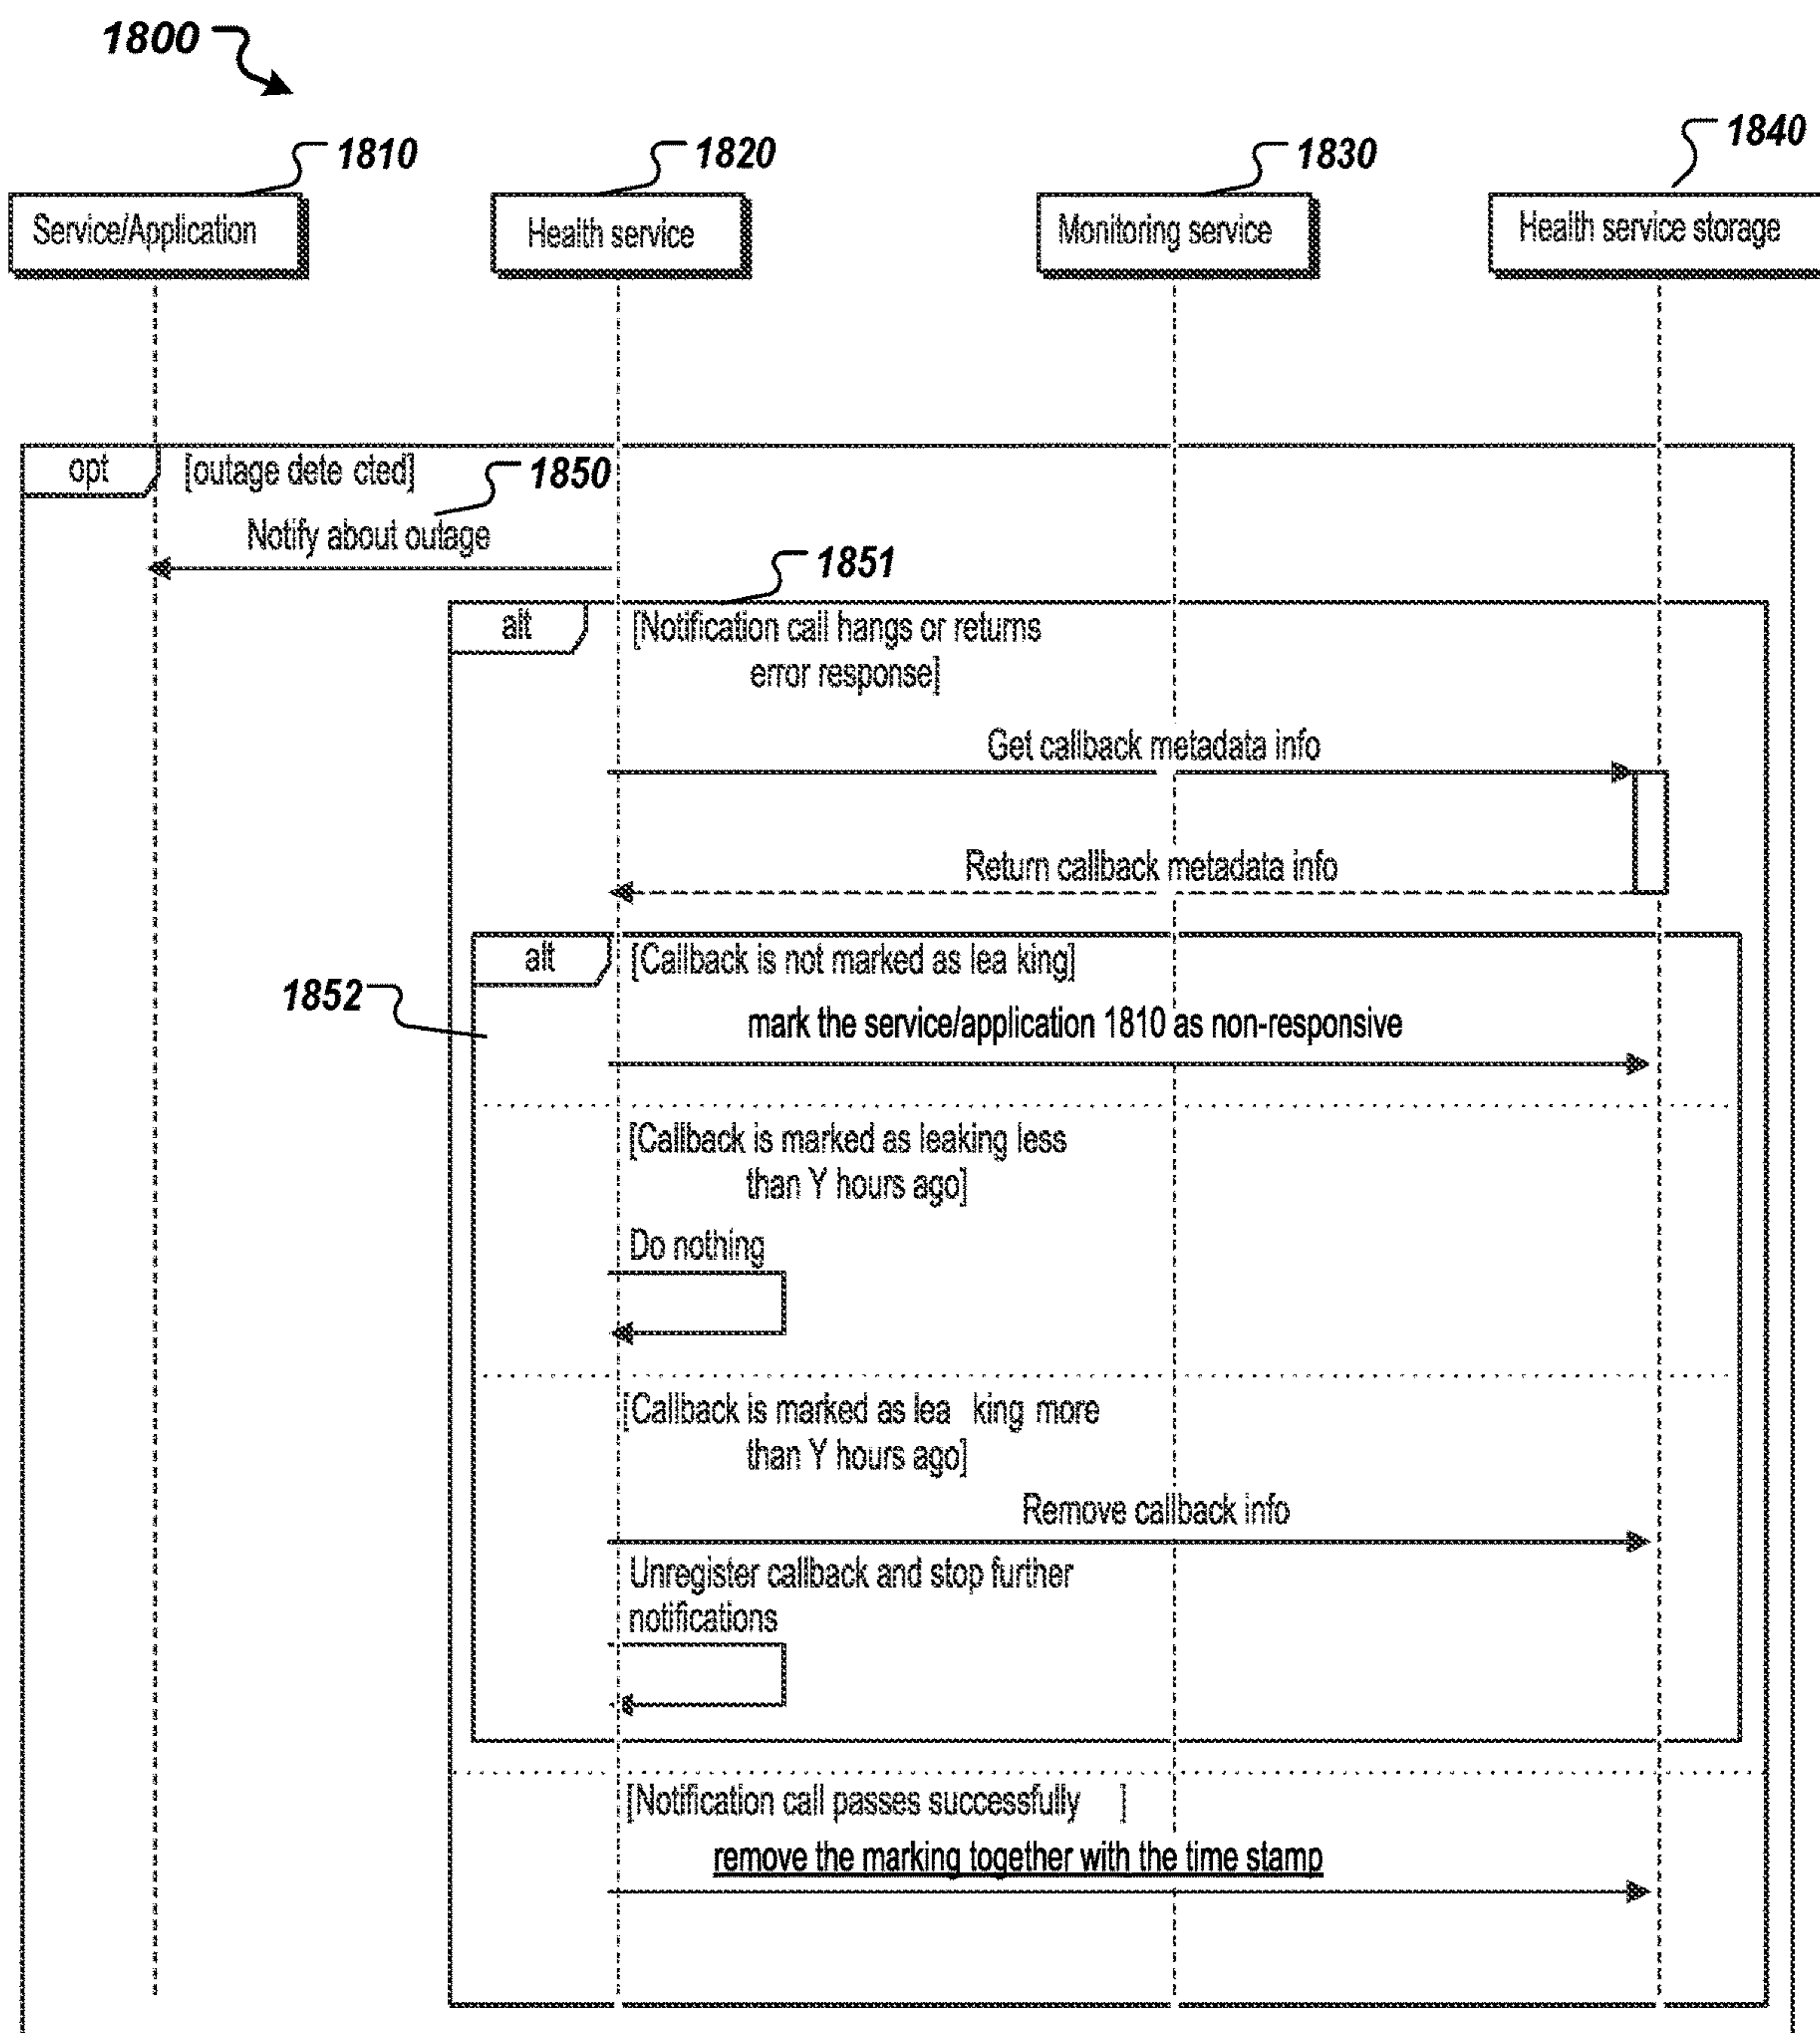 1800
1810
1820
1830
1840
Service/Application
Health service
Monitoring service
Health service storage
opt
[outage dete cted]
1850
Notify about outage
1851
alt
[Notification call hangs or returns
error response]
Get callback metadata info
Return callback metadata info
alt
[Callback is not marked as lea king]
1852
mark the service/application 1810 as non-responsive
[Callback is marked as leaking less
than Y hours ago]
Do nothing
[Callback is marked as lea king more
than Y hours ago]
Remove callback info
Unregister callback and stop further
notifications
[Notification call passes successfully ]
remove the marking together with the time stamp